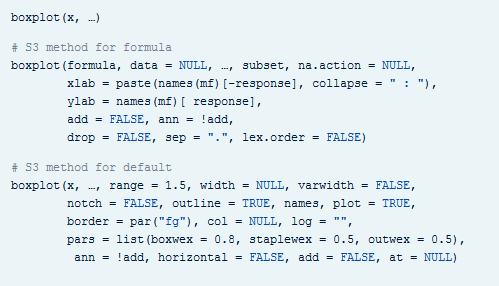 boxplot(x, …)
# S3 method for formula
boxplot(formula, data = NULL, …, subset, na.action = NULL,
xlab = paste(names(mf)[-response], collapse = " : "),
ylab = names(mf)[ response],
add = FALSE, ann = !add,
drop = FALSE, sep = ".", lex.order = FALSE)
# S3 method for default
boxplot(x, …, range = 1.5, width = NULL, varwidth = FALSE,
notch = FALSE, outline = TRUE, names, plot = TRUE,
border = par("fg"), col = NULL, log = "",
pars = list(boxwex = 0.8, staplewex = 0.5, outwex = 0.5),
ann = !add, horizontal = FALSE, add = FALSE, at = NULL)